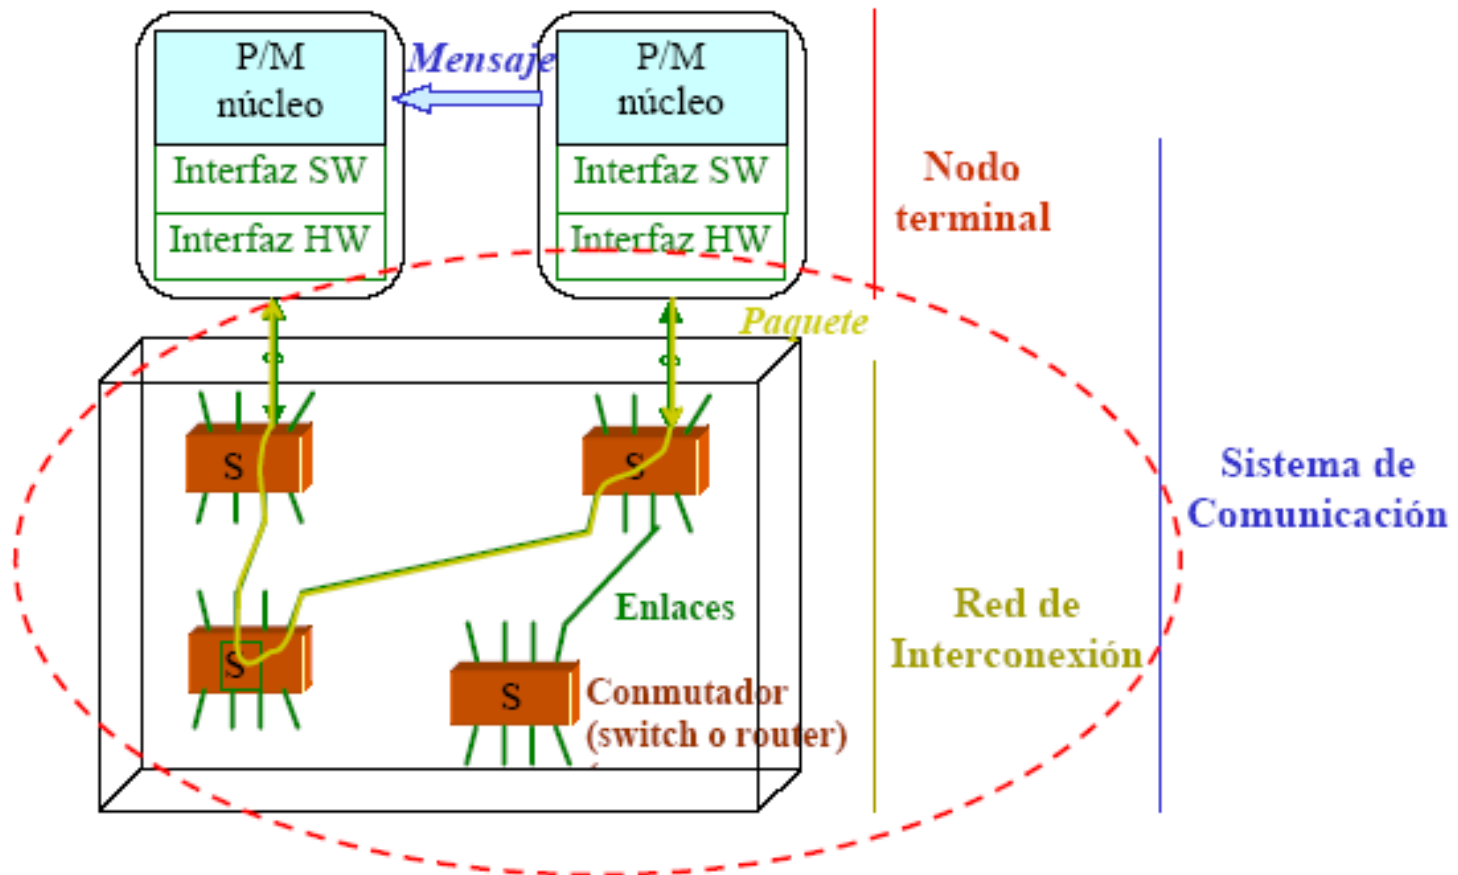 P/M
núcleo
Interfaz SW
Interfaz HW
Mensaje
P/M
núcleo
Interfaz SW
Interfaz HW
Nodo
terminal
Paquete
S
S
S
S
Enlaces
Conmutador
(switch o router)
Red de
Interconexión
Sistema de
Comunicación